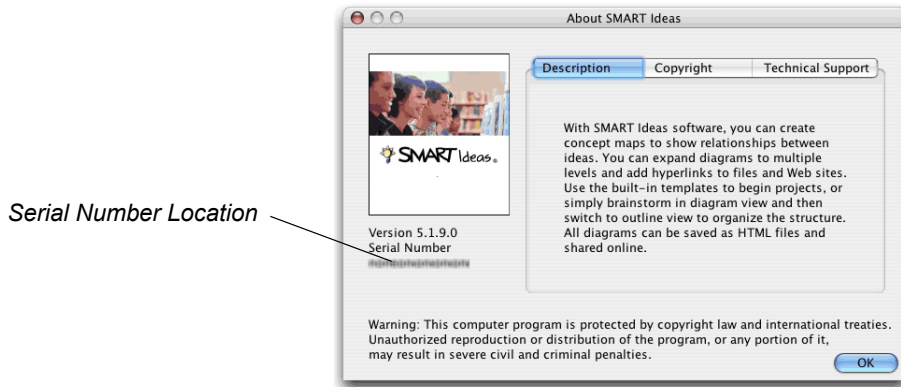 About SMART Ideas
Description
Copyright
Technical Support
SMART Ideas®
With SMART Ideas software, you can create
concept maps to show relationships between
ideas. You can expand diagrams to multiple
levels and add hyperlinks to files and Web sites.
Use the built-in templates to begin projects, or
simply brainstorm in diagram view and then
switch to outline view to organize the structure.
All diagrams can be saved as HTML files and
shared online.
Serial Number Location
Version 5.1.9.0
Serial Number
Warning: This computer program is protected by copyright law and international treaties.
Unauthorized reproduction or distribution of the program, or any portion of it,
may result in severe civil and criminal penalties.
OK